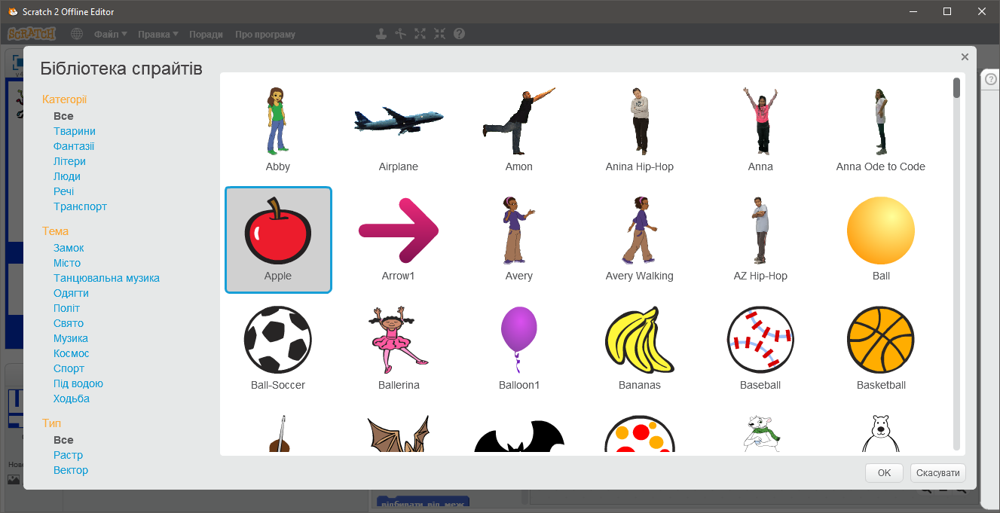 Scratch 2 Offline Editor
SCRATCH Файл Правка Поради Про програму
Бібліотека спрайтів
Категорії
Все
Тварини
Фантазії
Літери
Люди
Речі
Транспорт
Тема
Замок
Місто
Танцювальна музика
Одягти
Політ
Свято
Музика
Космос
Спорт
Під водою
Ходьба
Тип
Все
Растр
Вектор
Abby Airplane Amon Anina Hip-Hop Anna Anna Ode to Code
Apple Arrow1 Avery Avery Walking AZ Hip-Hop Ball
Ball-Soccer Ballerina Balloon1 Bananas Baseball Basketball
OK Скасувати
відбивати від меж